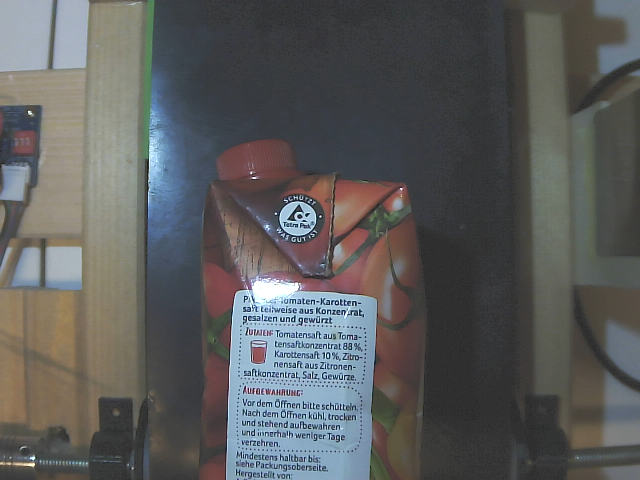 SCHÜTZT
Tetra Pak
WAS GUT IST
Tomaten-Karotten-
saft teilweise aus Konzentrat,
gesalzen und gewürzt
ZUTATEN: Tomatensaft aus Toma-
tensaftkonzentrat 88%,
Karottensaft 10%, Zitro-
nensaft aus Zitronen-
saftkonzentrat, Salz, Gewürze.
AUFBEWAHRUNG:
Vor dem Öffnen bitte schütteln.
Nach dem Öffnen kühl, trocken
und stehend aufbewahren
und innerhalb weniger Tage
verzehren.
Mindestens haltbar bis:
siehe Packungsoberseite.
Hergestellt von: